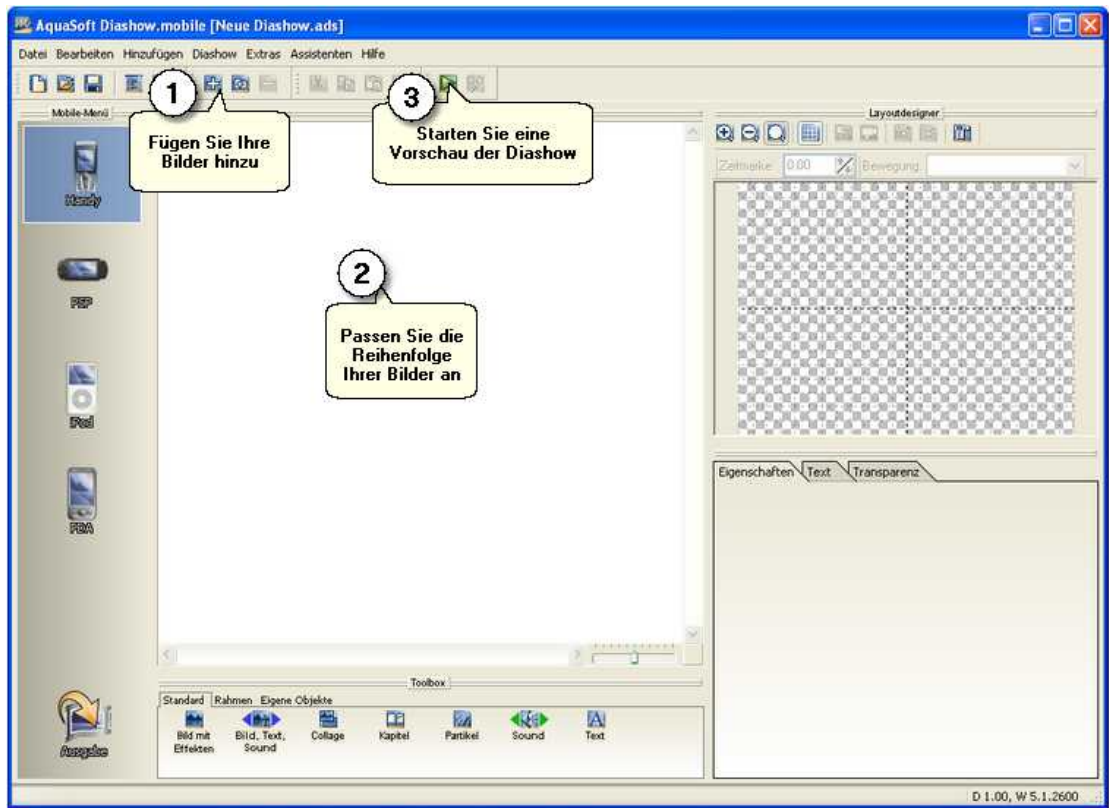 AquaSoft Diashow.mobile [Neue Diashow.ads]
Datei Bearbeiten Hinzufügen Diashow Extras Assistenten Hilfe
1
Fügen Sie Ihre
Bilder hinzu
3
Starten Sie eine
Vorschau der Diashow
Mobile-Menü
Handy
PSP
iPod
PDA
Ausgabe
2
Passen Sie die
Reihenfolge
Ihrer Bilder an
Layoutdesigner
Zeitmarke: 0.00 Bewegung:
Eigenschaften Text Transparenz
Toolbox
Standard Rahmen Eigene Objekte
Bild mit
Effekten
Bild, Text,
Sound
Collage
Kapitel
Partikel
Sound
Text
D 1.00, W 5.1.2600